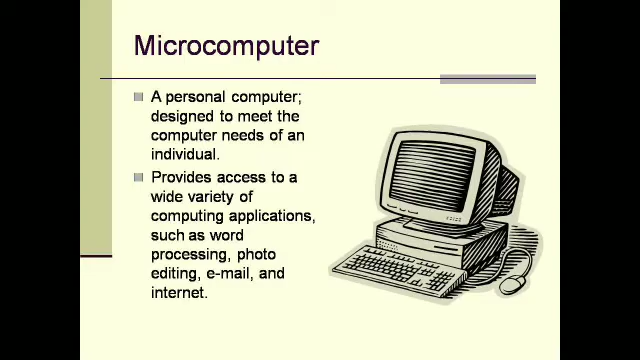 Microcomputer
A personal computer;
designed to meet the
computer needs of an
individual.
Provides access to a
wide variety of
computing applications,
such as word
processing, photo
editing, e-mail, and
internet.